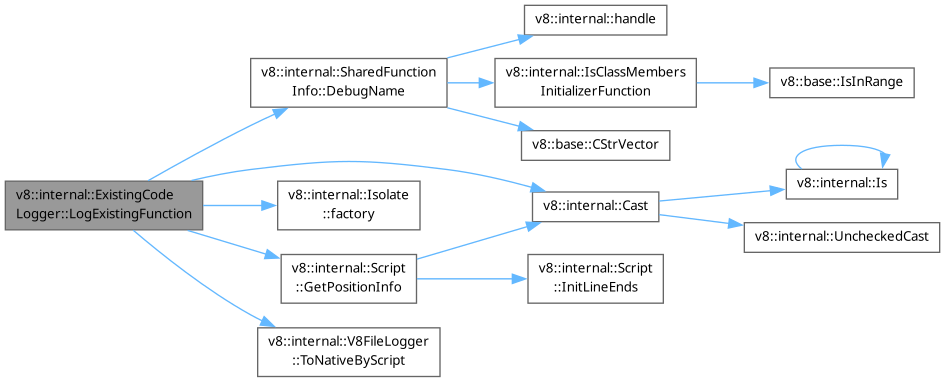 v8::internal::handle
v8::internal::SharedFunction
Info::DebugName
v8::internal::IsClassMembers
InitializerFunction
v8::base::IsInRange
v8::base::CStrVector
v8::internal::ExistingCode
Logger::LogExistingFunction
v8::internal::Isolate
::factory
v8::internal::Cast
v8::internal::Is
v8::internal::UncheckedCast
v8::internal::Script
::GetPositionInfo
v8::internal::Script
::InitLineEnds
v8::internal::V8FileLogger
::ToNativeByScript